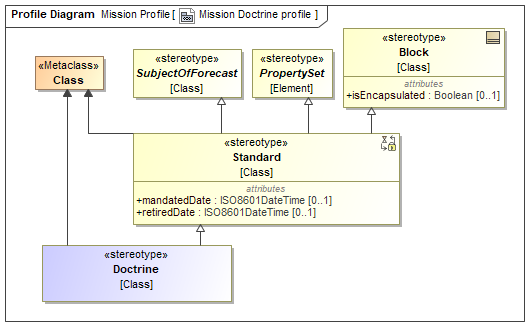 Profile Diagram Mission Profile [ Mission Doctrine profile ]
«stereotype»
Block
[Class]
attributes
+isEncapsulated : Boolean [0..1]
«Metaclass»
Class
«stereotype»
SubjectOfForecast
[Class]
«stereotype»
PropertySet
[Element]
«stereotype»
Standard
[Class]
attributes
+mandatedDate : ISO8601DateTime [0..1]
+retiredDate : ISO8601DateTime [0..1]
«stereotype»
Doctrine
[Class]